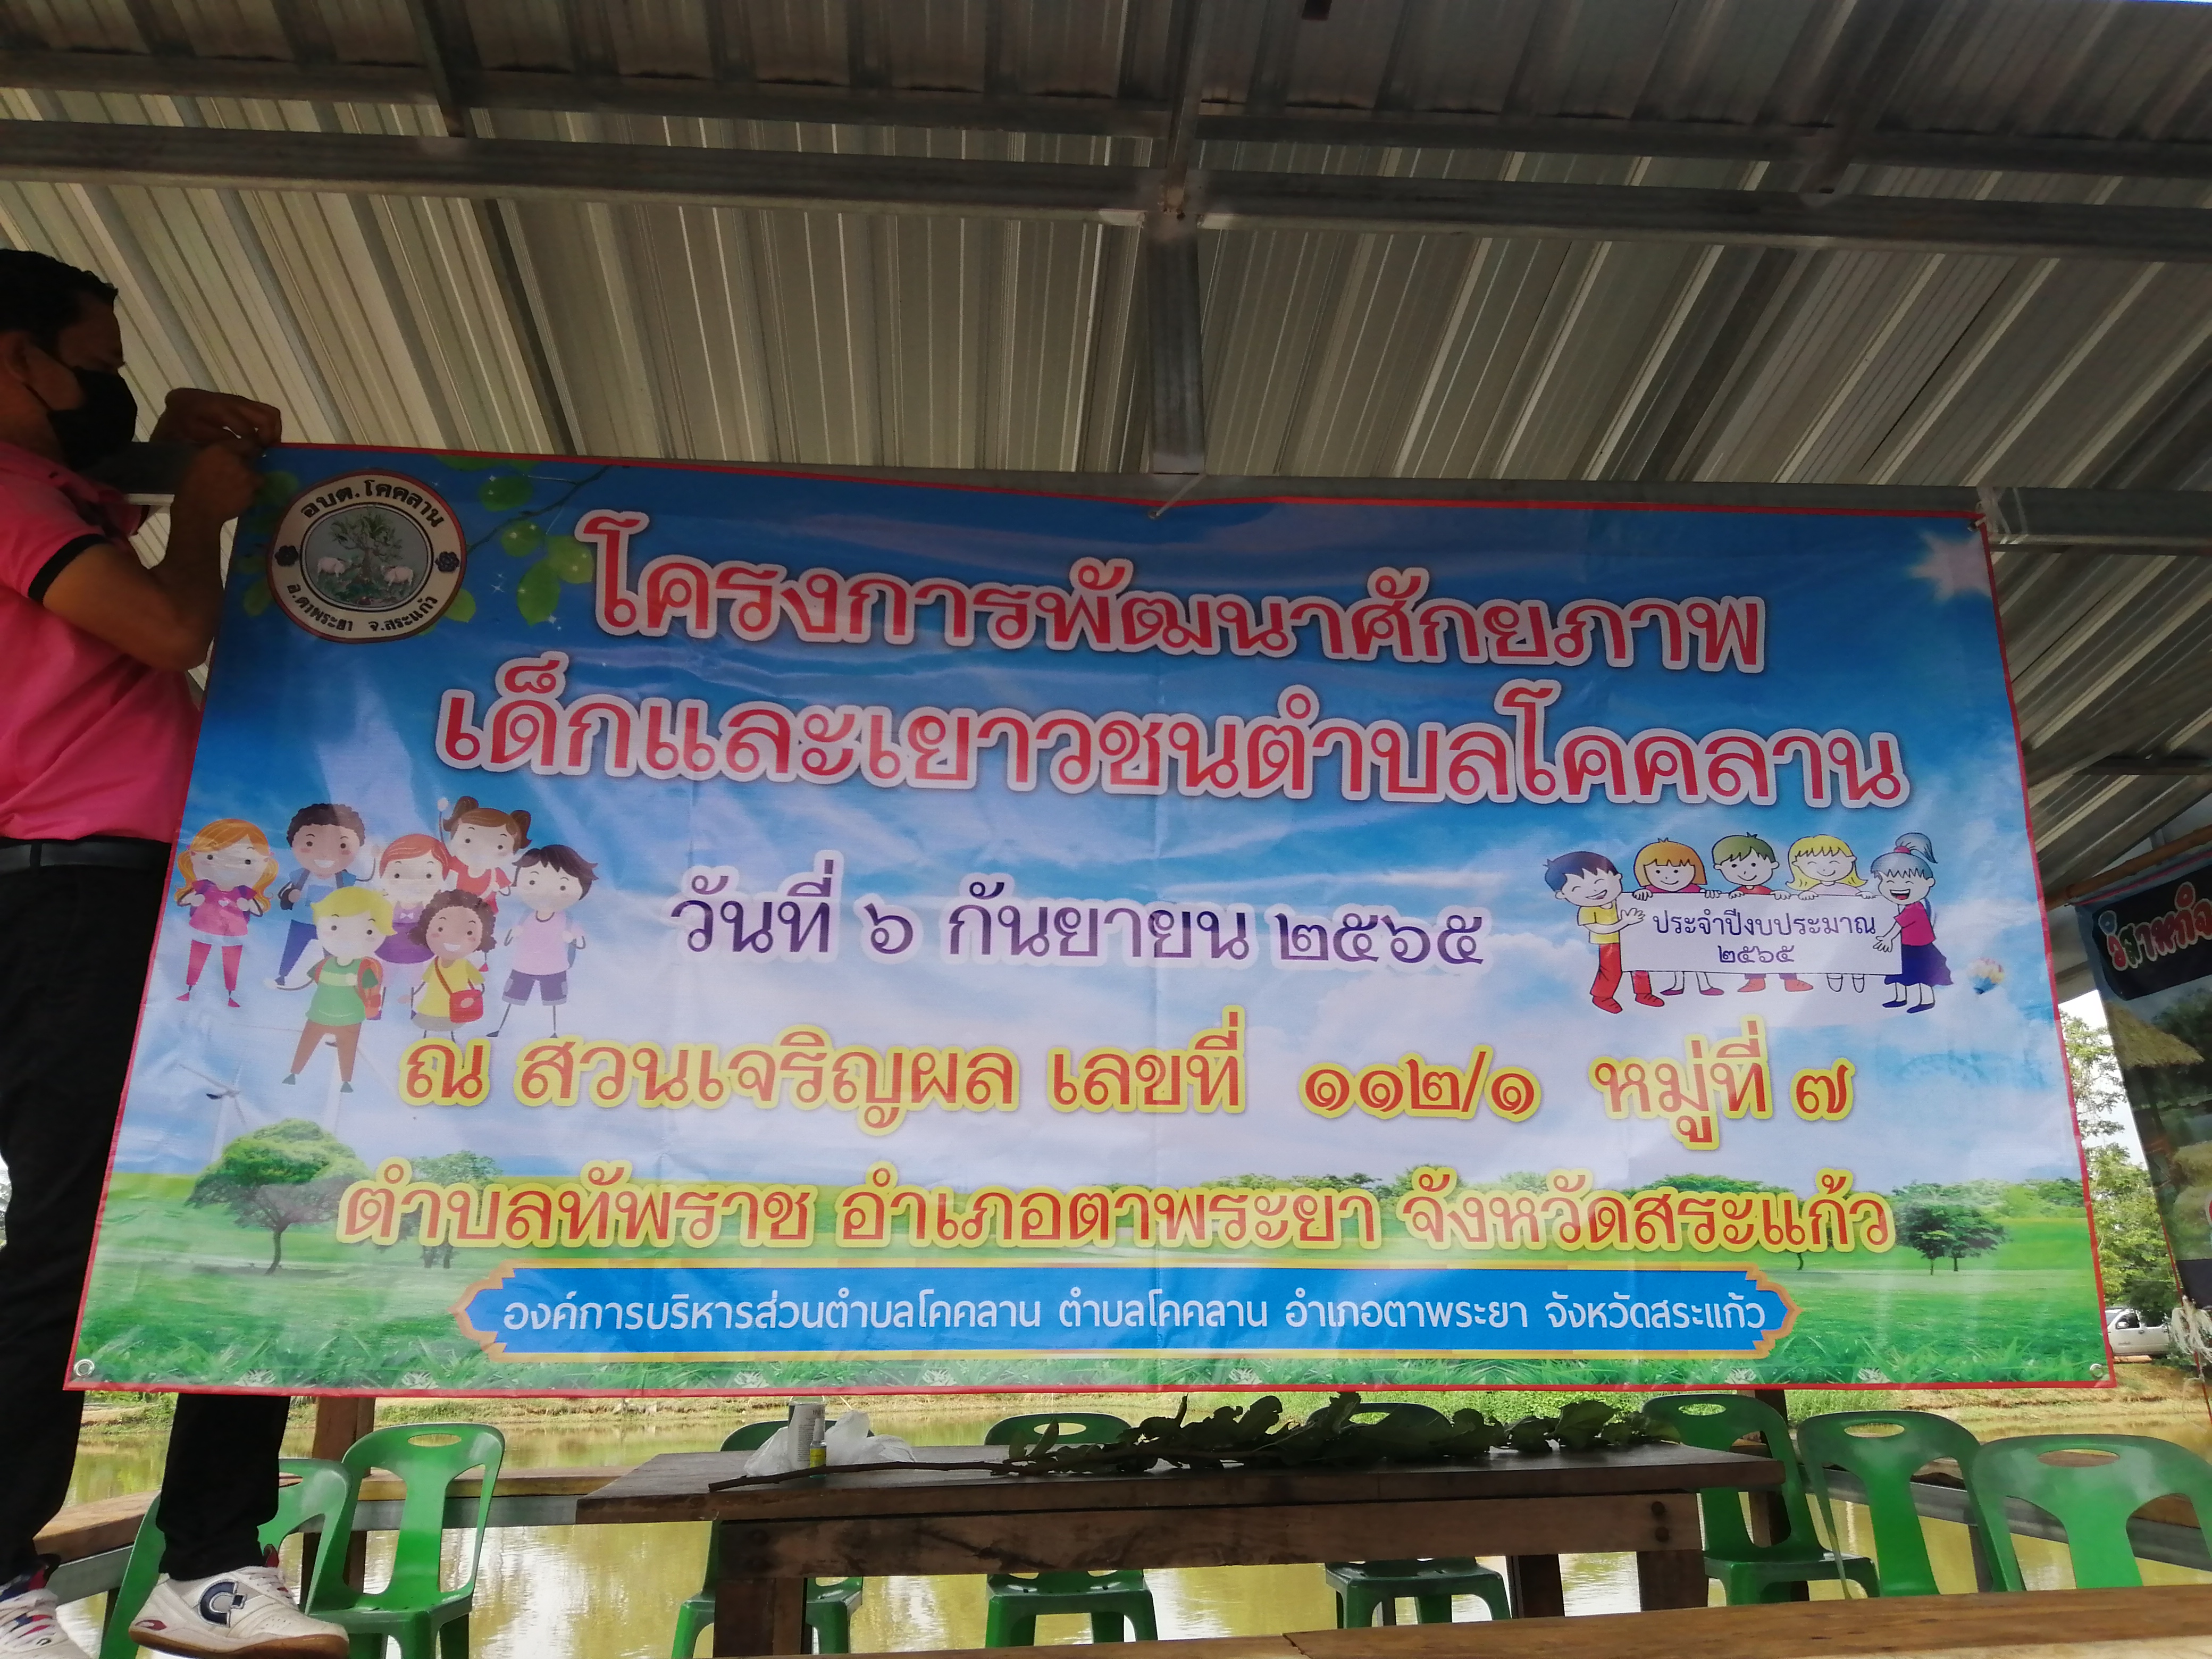 อบต.โคคลาน
อ.ตาพระยา จ.สระแก้ว
โครงการพัฒนาศักยภาพ
เด็กและเยาวชนตำบลโคคลาน
วันที่ ๖ กันยายน ๒๕๖๕
ประจำปีงบประมาณ
๒๕๖๕
ณ สวนเจริญผล เลขที่ ๑๑๒/๑ หมู่ที่ ๗
ตำบลทัพราช อำเภอตาพระยา จังหวัดสระแก้ว
องค์การบริหารส่วนตำบลโคคลาน ตำบลโคคลาน อำเภอตาพระยา จังหวัดสระแก้ว